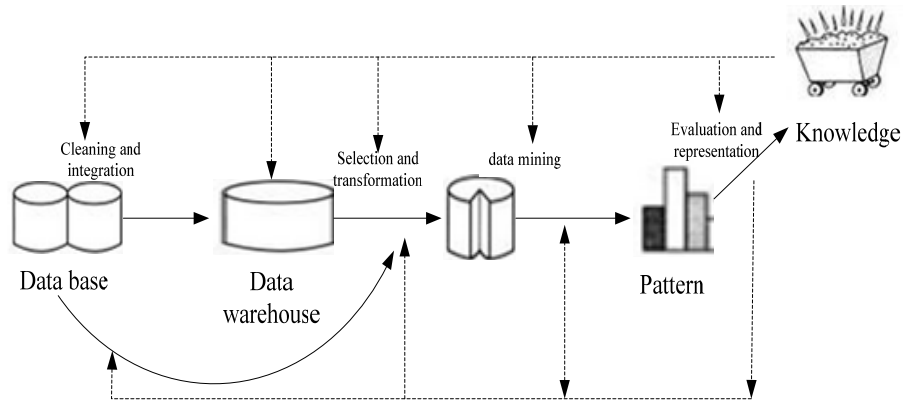 Cleaning and
integration
Selection and
transformation
data mining
Evaluation and
representation
Knowledge
Data base
Data
warehouse
Pattern